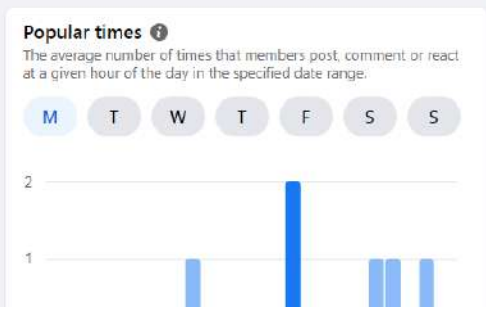 Popular times
The average number of times that members post, comment or react
at a given hour of the day in the specified date range.
M T W T F S S
2
1